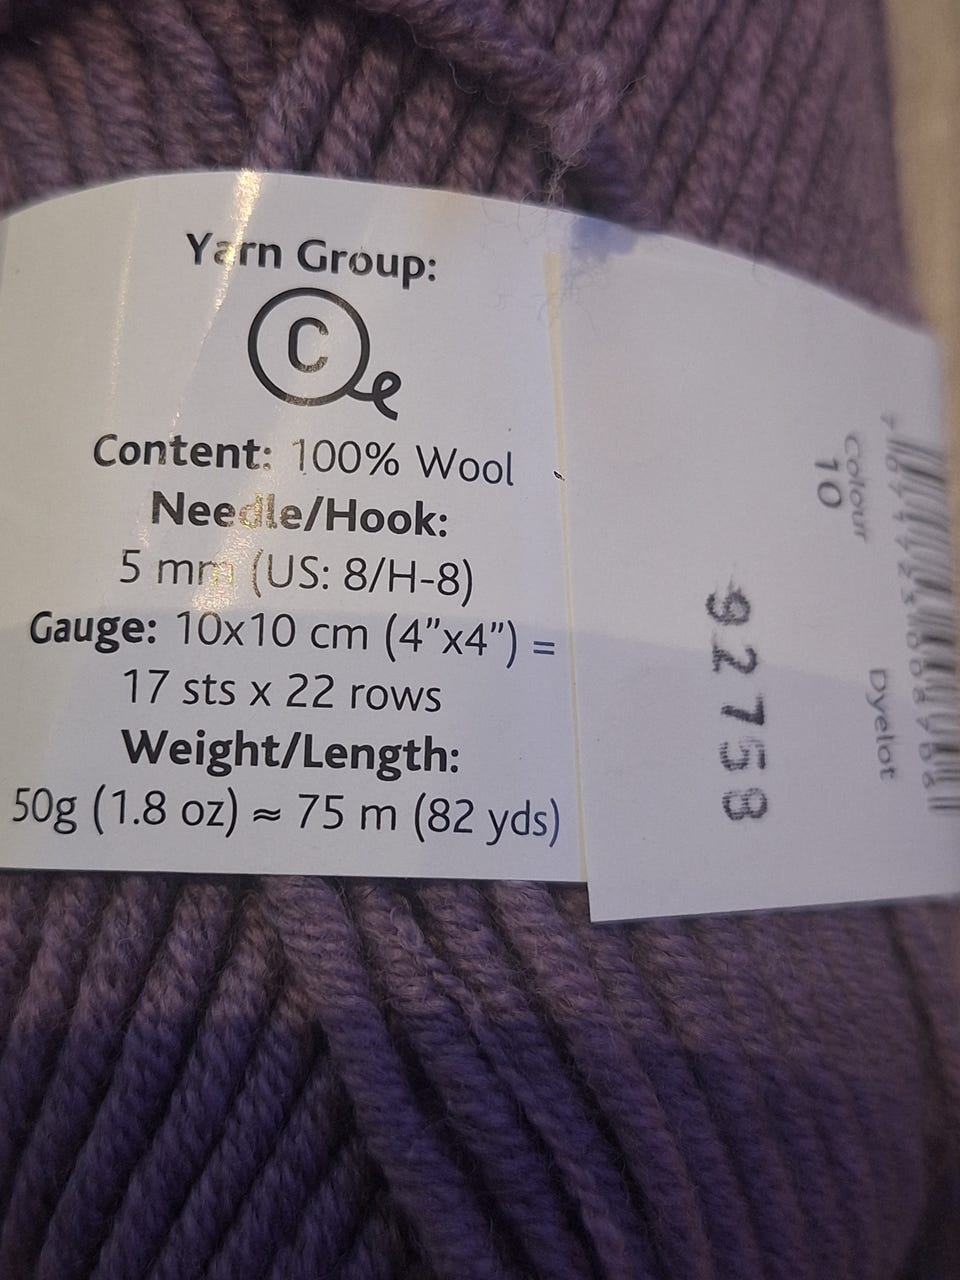 Yarn Group:
C
Content: 100% Wool
Needle/Hook:
5 mm (US: 8/H-8)
Gauge: 10x10 cm (4”x4”) =
17 sts x 22 rows
Weight/Length:
50g (1.8 oz) ≈ 75 m (82 yds)
Colour
10
Dyelot
92758